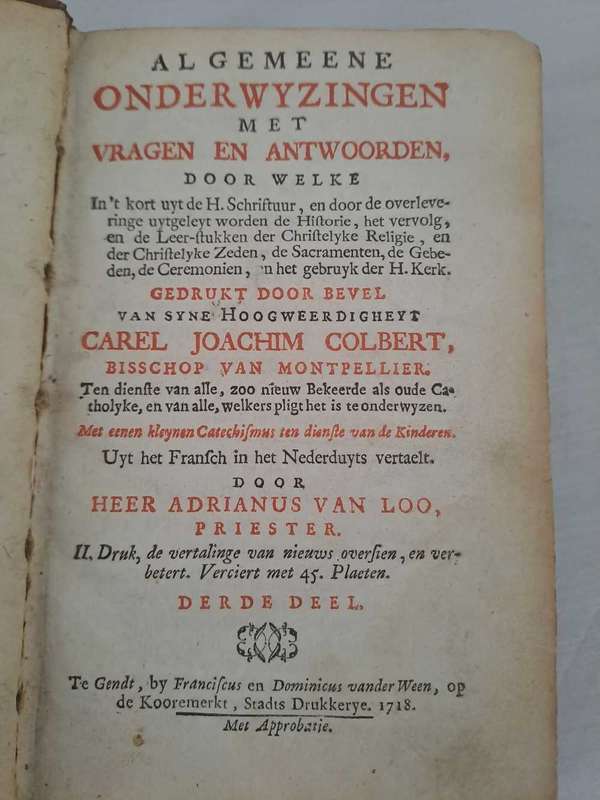 ALGEMEENE
ONDERWYZINGEN
MET
VRAGEN EN ANTWOORDEN,
DOOR WELKE
In't kort uyt de H. Schriftuur, en door de overleve-
ringe uytgeleyt worden de Hiſtorie, het vervolg,
en de Leer-ſtukken der Chriſtelyke Religie, en
der Chriſtelyke Zeden, de Sacramenten, de Gebe-
den, de Ceremonien, en het gebruyk der H. Kerk.
GEDRUKT DOOR BEVEL
VAN SYNE HOOGWEERDIGHEYT
CAREL JOACHIM COLBERT,
BISSCHOP VAN MONTPELLIER.
Ten dienſte van alle, zoo nieuw Bekeerde als oude Ca-
tholyke, en van alle, welkers pligt het is te onderwyzen.
Met eenen kleynen Catechiſmus ten dienſte van de Kinderen.
Uyt het Franſch in het Nederduyts vertaelt.
DOOR
HEER ADRIANUS VAN LOO,
PRIESTER.
II. Druk, de vertalinge van nieuws overſien, en ver-
betert. Verciert met 45. Plaeten.
DERDE DEEL.
Te Gendt, by Franciſcus en Dominicus vander Ween, op
de Kooremerkt, Stadts Drukkerye. 1718.
Met Approbatie.